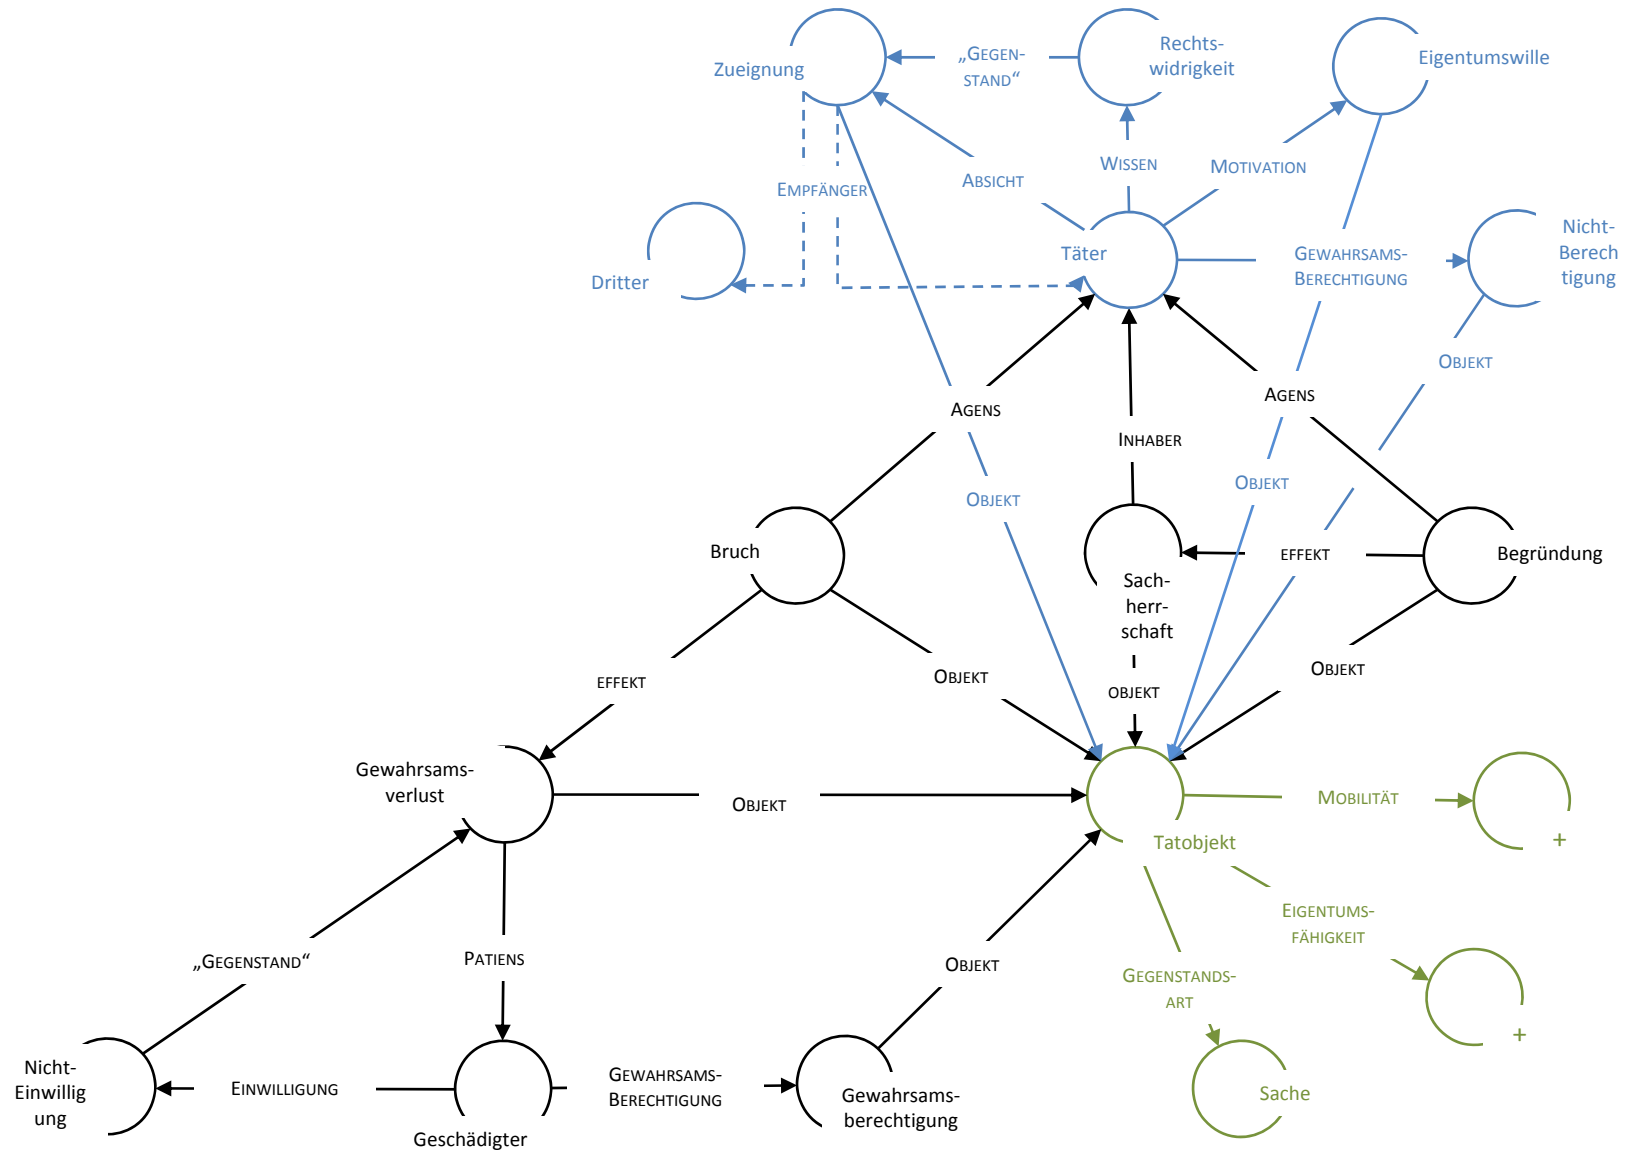 Zueignung
„GEGEN-
STAND“
Rechts-
widrigkeit
Eigentumswille
EMPFÄNGER
ABSICHT
WISSEN
MOTIVATION
Dritter
Täter
GEWAHRSAMS-
BERECHTIGUNG
Nicht-
Berech
tigung
OBJEKT
AGENS
AGENS
INHABER
OBJEKT
OBJEKT
Bruch
EFFEKT
Begründung
Sach-
herr-
schaft
EFFEKT
OBJEKT
OBJEKT
OBJEKT
Gewahrsams-
verlust
OBJEKT
MOBILITÄT
+
Tatobjekt
EIGENTUMS-
FÄHIGKEIT
+
GEGENSTANDS-
ART
Sache
„GEGENSTAND“
PATIENS
OBJEKT
Nicht-
Einwillig
ung
EINWILLIGUNG
Geschädigter
GEWAHRSAMS-
BERECHTIGUNG
Gewahrsams-
berechtigung